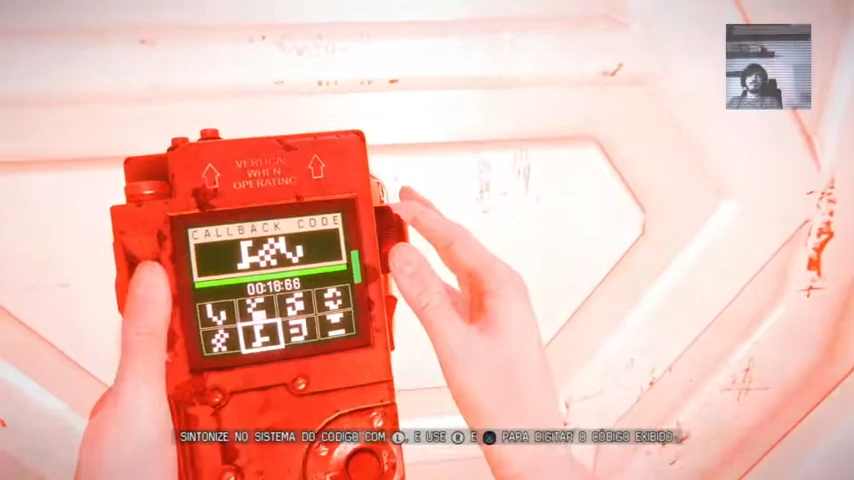 VERTICAL
WHEN
OPERATING
CALLBACK CODE
00:18:66
SINTONIZE NO SISTEMA DO CÓDIGO COM L, E USE R E X PARA DIGITAR O CÓDIGO EXIBIDO.